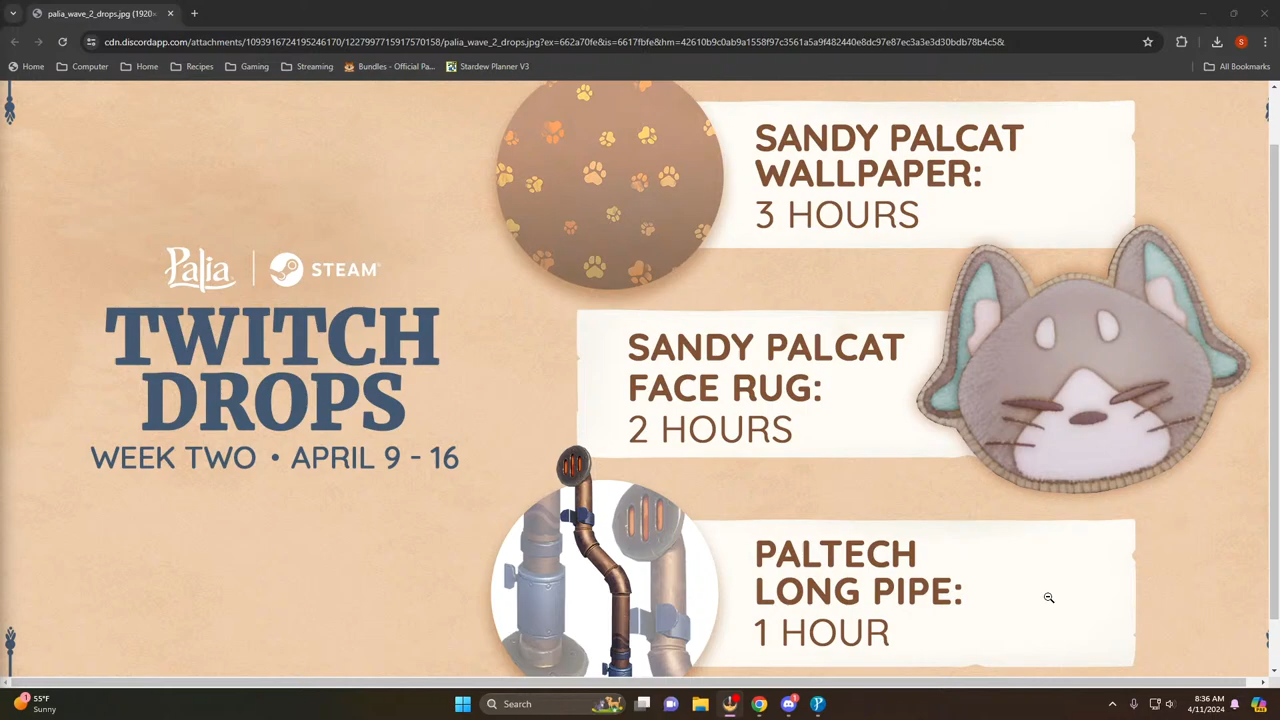 palia_wave_2_drops.jpg (1920×
cdn.discordapp.com/attachments/1093916724195246170/1227997715917570158/palia_wave_2_drops.jpg?ex=662a70fe&is=6617fbfe&hm=42610b9c0ab9a1558f97c3561a5a9f482440e8dc97e87ec3a3e3d30bdb78b4c5&
S
Home
Computer
Home
Recipes
Gaming
Streaming
Bundles - Official Pa...
Stardew Planner V3
All Bookmarks
SANDY PALCAT
WALLPAPER:
3 HOURS
Palia
STEAM®
TWITCH
DROPS
WEEK TWO • APRIL 9 - 16
SANDY PALCAT
FACE RUG:
2 HOURS
PALTECH
LONG PIPE:
1 HOUR
1
55°F
Sunny
Search
8:36 AM
4/11/2024